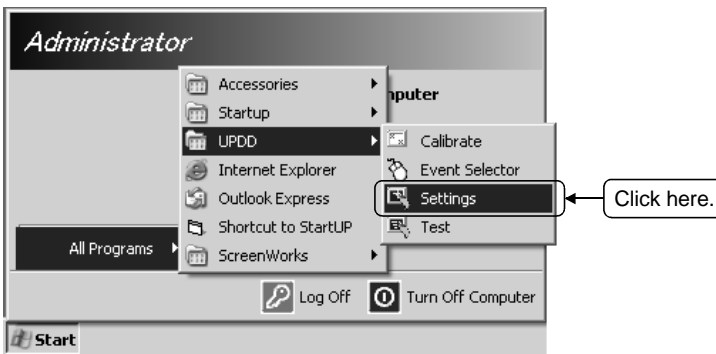 Administrator
Accessories
Startup
UPDD
Internet Explorer
Outlook Express
Shortcut to StartUP
ScreenWorks
mputer
Calibrate
Event Selector
Settings
Test
Click here.
All Programs
Log Off
Turn Off Computer
Start